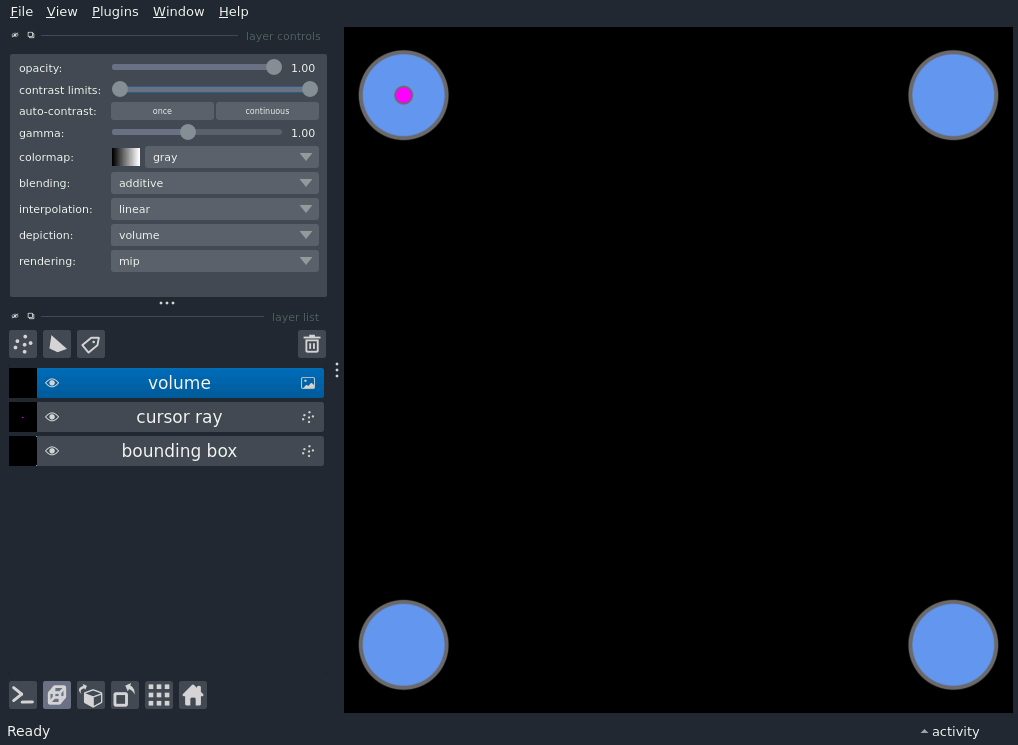 File View Plugins Window Help
layer controls
opacity: 1.00
contrast limits:
auto-contrast: once continuous
gamma: 1.00
colormap: gray
blending: additive
interpolation: linear
depiction: volume
rendering: mip
layer list
volume
cursor ray
bounding box
Ready
activity